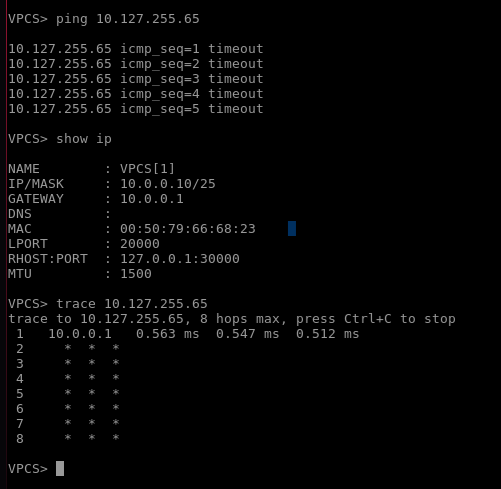 VPCS> ping 10.127.255.65
10.127.255.65 icmp_seq=1 timeout
10.127.255.65 icmp_seq=2 timeout
10.127.255.65 icmp_seq=3 timeout
10.127.255.65 icmp_seq=4 timeout
10.127.255.65 icmp_seq=5 timeout
VPCS> show ip
NAME        : VPCS[1]
IP/MASK     : 10.0.0.10/25
GATEWAY     : 10.0.0.1
DNS         :
MAC         : 00:50:79:66:68:23
LPORT       : 20000
RHOST:PORT  : 127.0.0.1:30000
MTU         : 1500
VPCS> trace 10.127.255.65
trace to 10.127.255.65, 8 hops max, press Ctrl+C to stop
 1   10.0.0.1   0.563 ms  0.547 ms  0.512 ms
 2     *  *  *
 3     *  *  *
 4     *  *  *
 5     *  *  *
 6     *  *  *
 7     *  *  *
 8     *  *  *
VPCS>